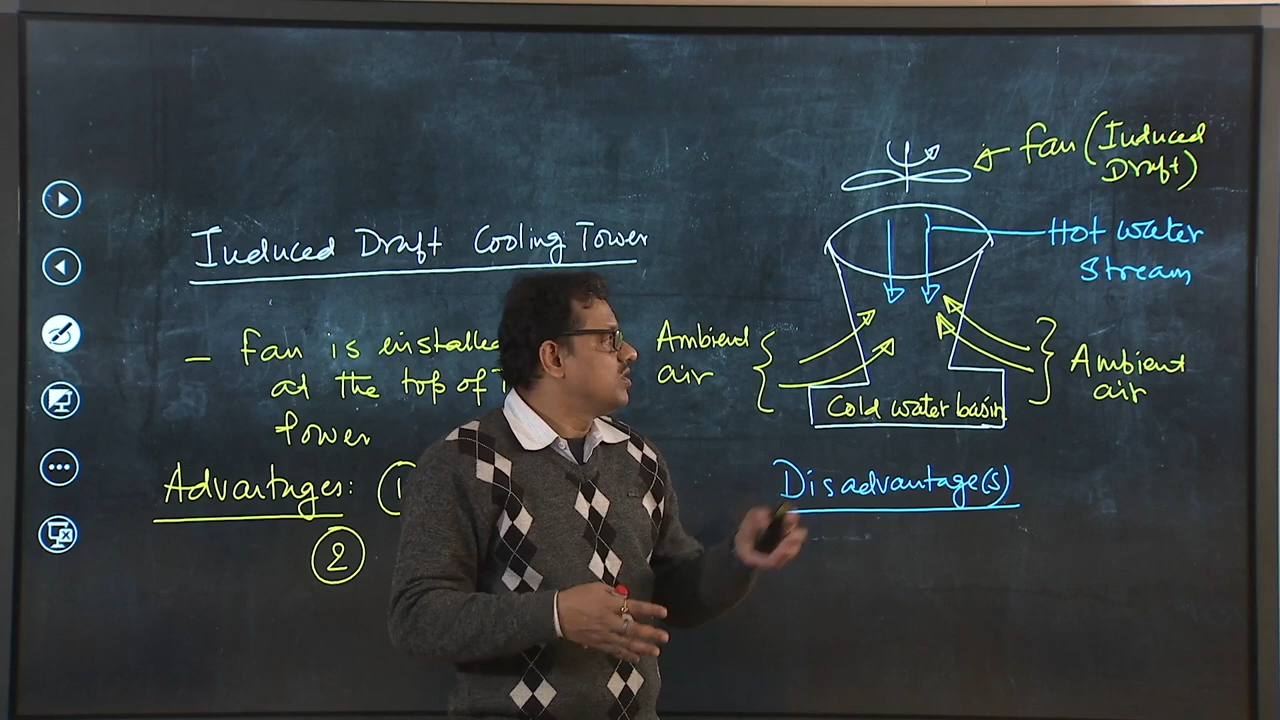 Induced Draft Cooling Tower
– fan is
at the top of
Tower
Advantages: (1
2
fan (Induced
Draft)
Hot water
stream
Ambient
air
Ambient
air
Cold water basin
Disadvantage(s)